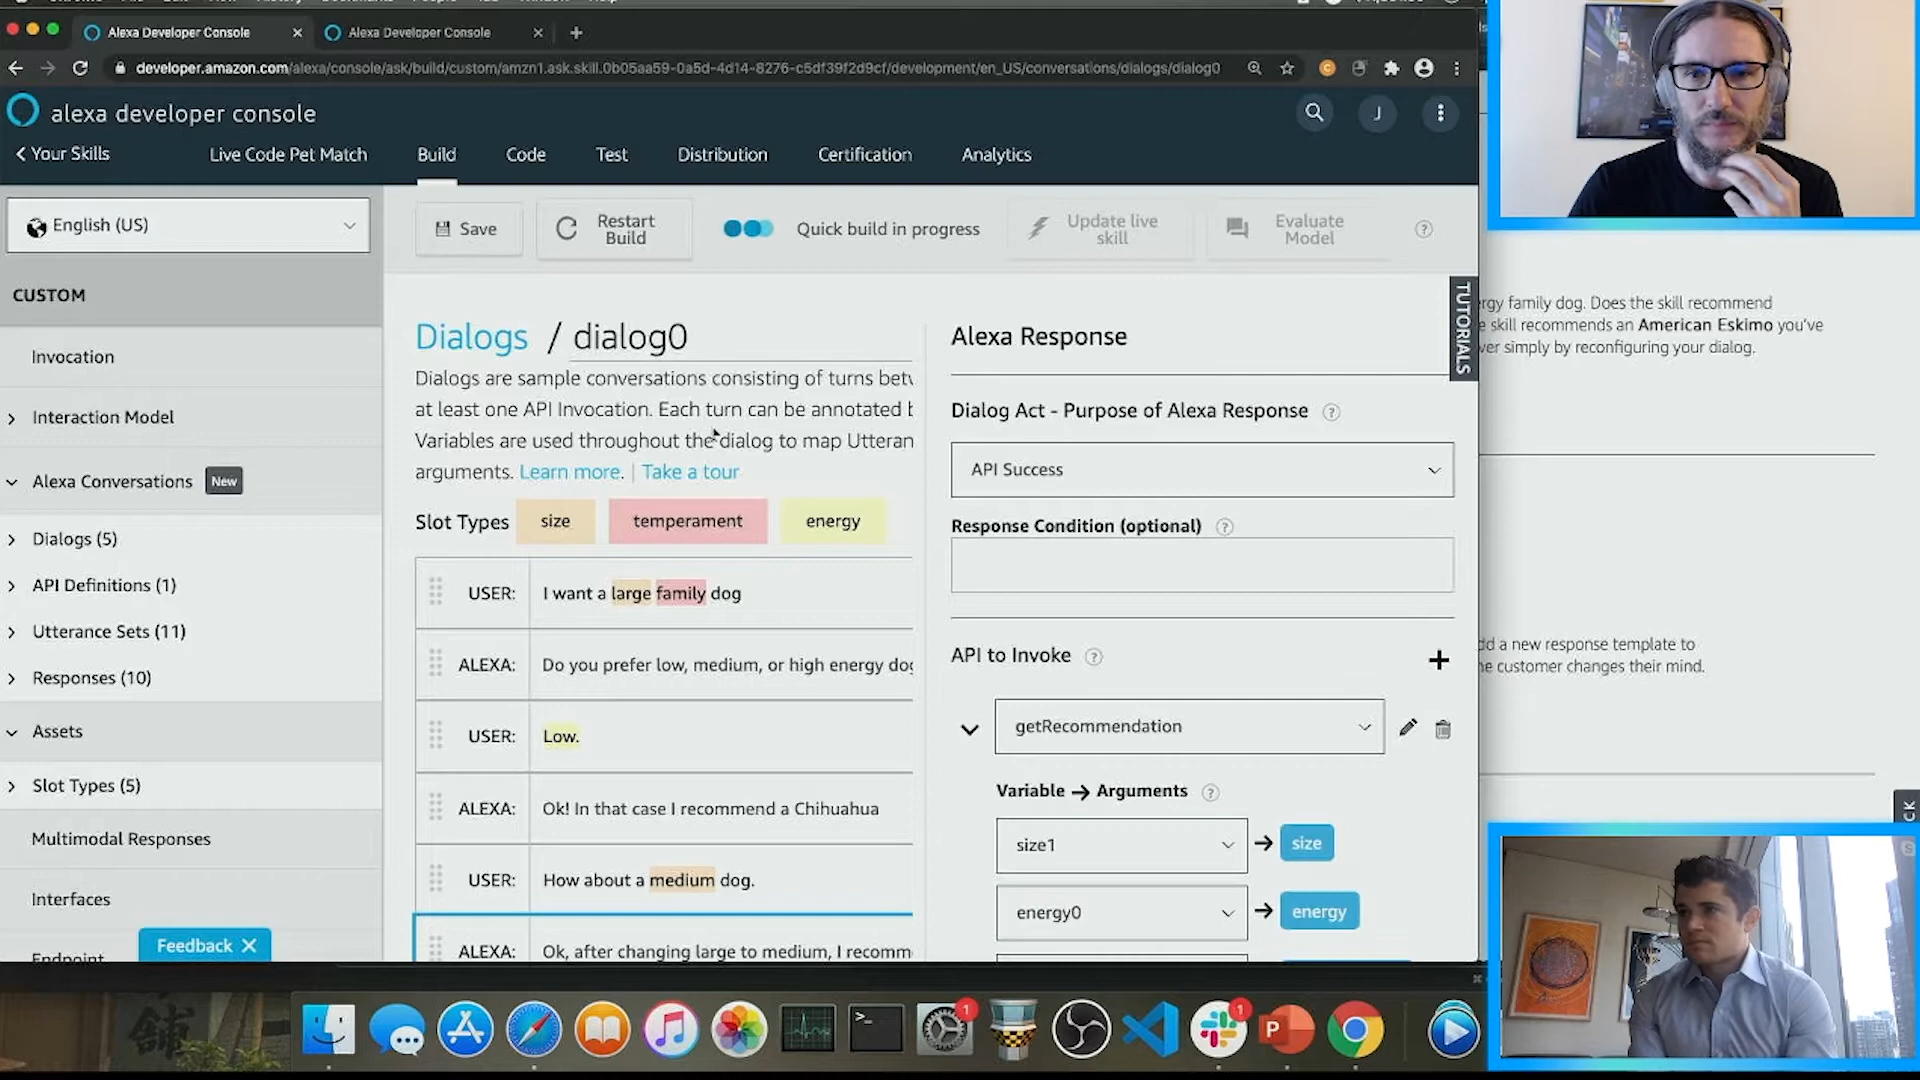 Alexa Developer Console
Alexa Developer Console
developer.amazon.com/alexa/console/ask/build/custom/amzn1.ask.skill.0b05aa59-0a5d-4d14-8276-c5df39f2d9cf/development/en_US/conversations/dialogs/dialog0
alexa developer console
J
Your Skills
Live Code Pet Match
Build
Code
Test
Distribution
Certification
Analytics
English (US)
Save
Restart
Build
Quick build in progress
Update live
skill
Evaluate
Model
CUSTOM
Invocation
Interaction Model
Alexa Conversations New
Dialogs (5)
API Definitions (1)
Utterance Sets (11)
Responses (10)
Assets
Slot Types (5)
Multimodal Responses
Interfaces
Endpoint
Feedback
Dialogs / dialog0
Dialogs are sample conversations consisting of turns
at least one API Invocation. Each turn can be annotated
Variables are used throughout the dialog to map
arguments. Learn more. | Take a tour
Slot Types size temperament energy
USER: I want a large family dog
ALEXA: Do you prefer low, medium, or high energy
USER: Low.
ALEXA: Ok! In that case I recommend a Chihuahua
USER: How about a medium dog.
ALEXA: Ok, after changing large to medium, I
Alexa Response
Dialog Act - Purpose of Alexa Response
API Success
Response Condition (optional)
API to Invoke
getRecommendation
Variable → Arguments
size1 → size
energy0 → energy
TUTORIALS
family dog. Does the skill recommend
skill recommends an American Eskimo you've
simply by reconfiguring your dialog.
a new response template to
customer changes their mind.
1
1
P